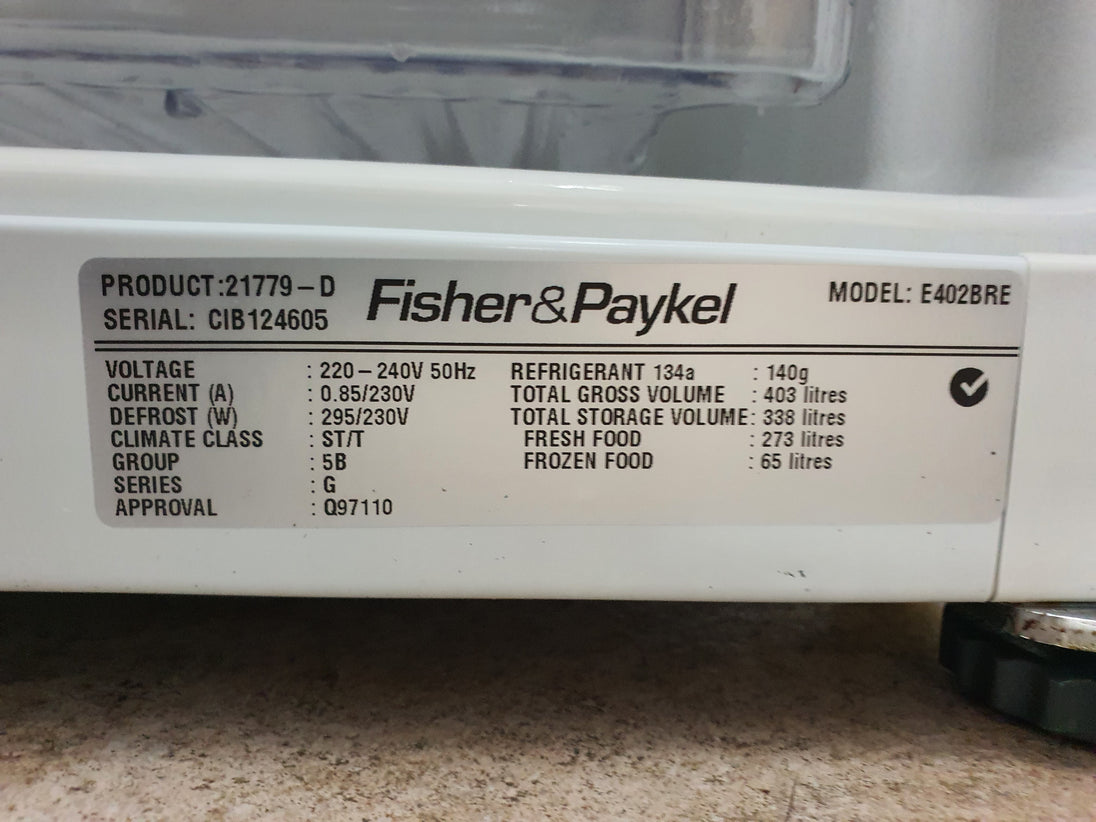 PRODUCT:21779-D
SERIAL: CIB124605
Fisher&Paykel
MODEL: E402BRE
VOLTAGE : 220-240V 50Hz
CURRENT (A) : 0.85/230V
DEFROST (W) : 295/230V
CLIMATE CLASS : ST/T
GROUP : 5B
SERIES : G
APPROVAL : Q97110
REFRIGERANT 134a : 140g
TOTAL GROSS VOLUME : 403 litres
TOTAL STORAGE VOLUME: 338 litres
FRESH FOOD : 273 litres
FROZEN FOOD : 65 litres